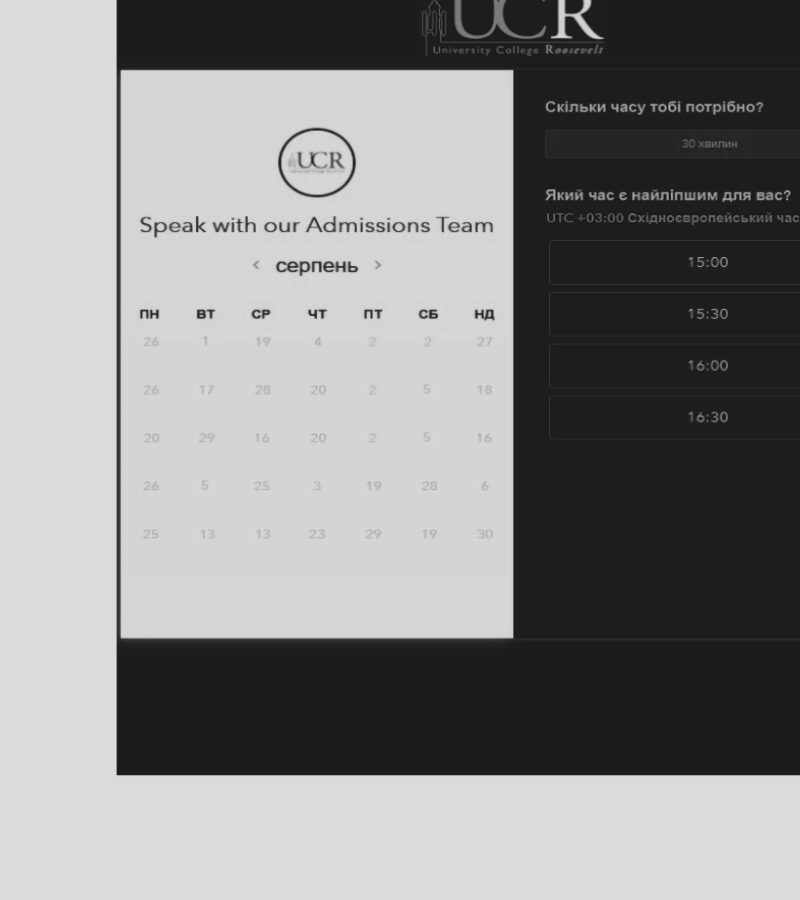 UCR
University College Roosevelt
UCR
Speak with our Admissions Team
< серпень >
ПН ВТ СР ЧТ ПТ СБ НД
26 1 19 4 2 2 27
26 17 28 20 2 5 18
20 29 16 20 2 5 16
26 5 25 3 19 28 6
25 13 13 23 29 19 30
Скільки часу тобі потрібно?
30 хвилин
Який час є найліпшим для вас?
UTC +03:00 Східноєвропейський час
15:00
15:30
16:00
16:30